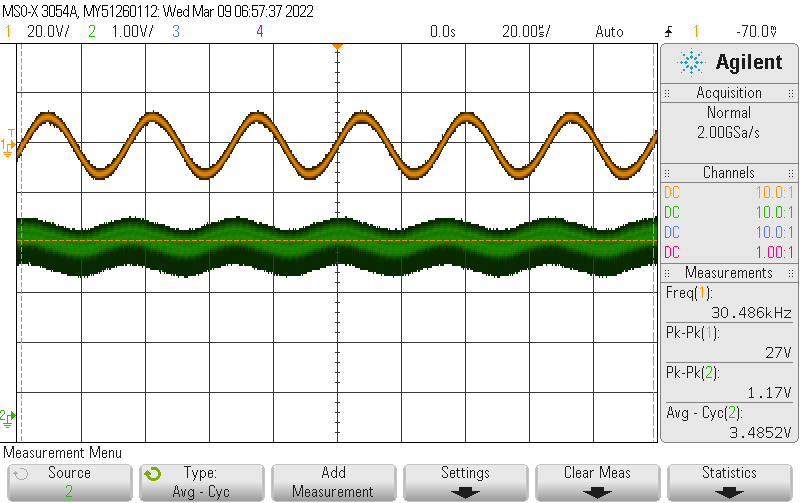 MSO-X 3054A, MY51260112: Wed Mar 09 06:57:37 2022
1 20.0V/ 2 1.00V/ 3 4 0.0s 20.00µs/ Auto 1 -70.0V
Agilent
Acquisition
Normal
2.00GSa/s
Channels
DC 10.0:1
DC 10.0:1
DC 10.0:1
DC 1.00:1
Measurements
Freq(1):
30.486kHz
Pk-Pk(1):
27V
Pk-Pk(2):
1.17V
Avg - Cyc(2):
3.4852V
T
1
2
Measurement Menu
Source
2
Type:
Avg - Cyc
Add
Measurement
Settings
Clear Meas
Statistics